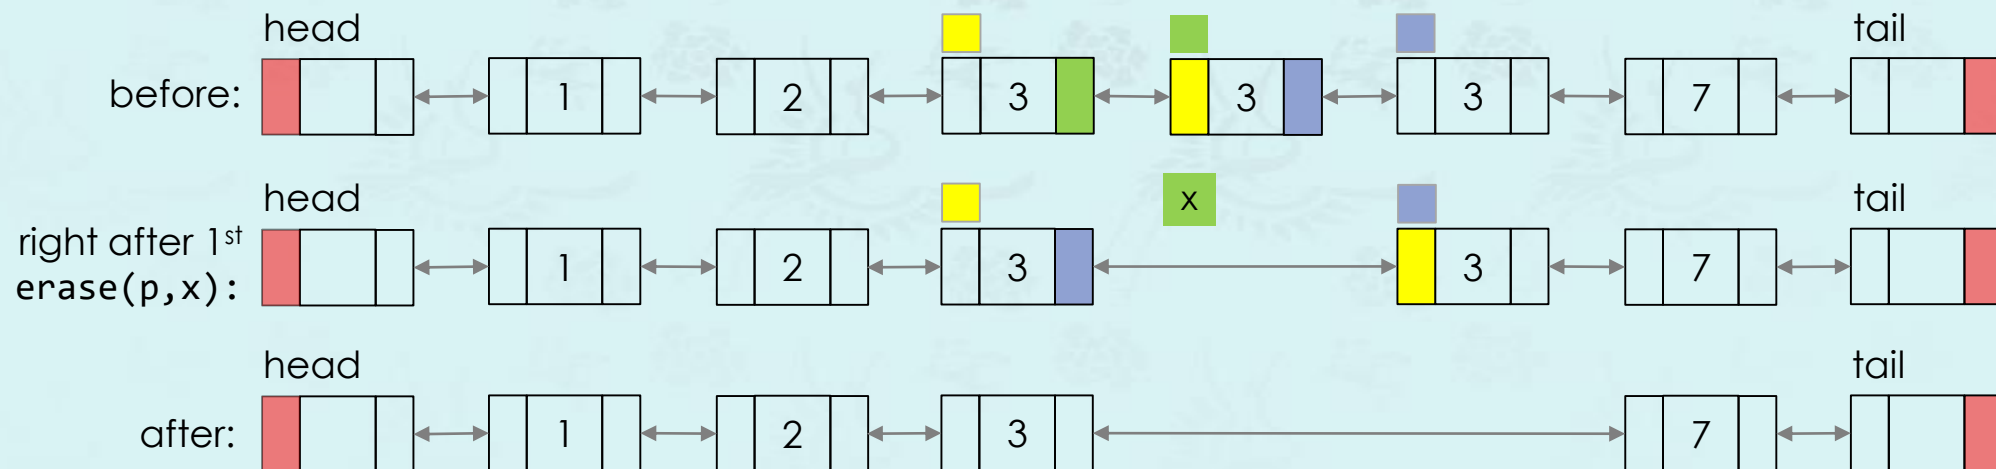 head tail
before: 1 2 3 3 3 7
head x tail
right after 1st
erase(p,x): 1 2 3 3 7
head tail
after: 1 2 3 7